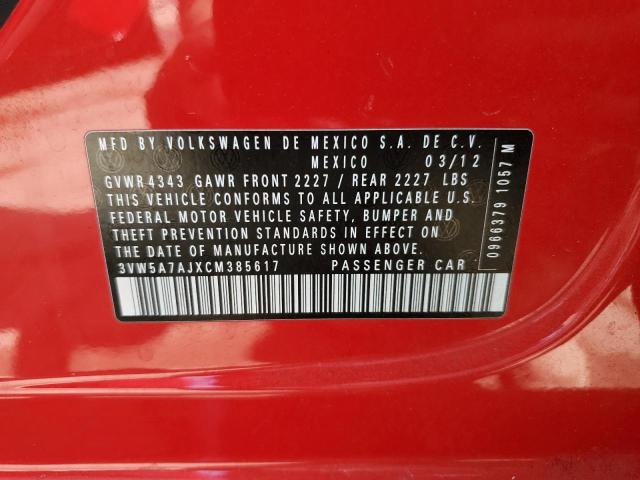 MFD BY VOLKSWAGEN DE MEXICO S.A. DE C.V.
MEXICO 03/12
GVWR 4343 GAWR FRONT 2227 / REAR 2227 LBS
THIS VEHICLE CONFORMS TO ALL APPLICABLE U.S.
FEDERAL MOTOR VEHICLE SAFETY, BUMPER AND
THEFT PREVENTION STANDARDS IN EFFECT ON
THE DATE OF MANUFACTURE SHOWN ABOVE.
3VW5A7AJXCM385617 PASSENGER CAR
0966379 1057 M